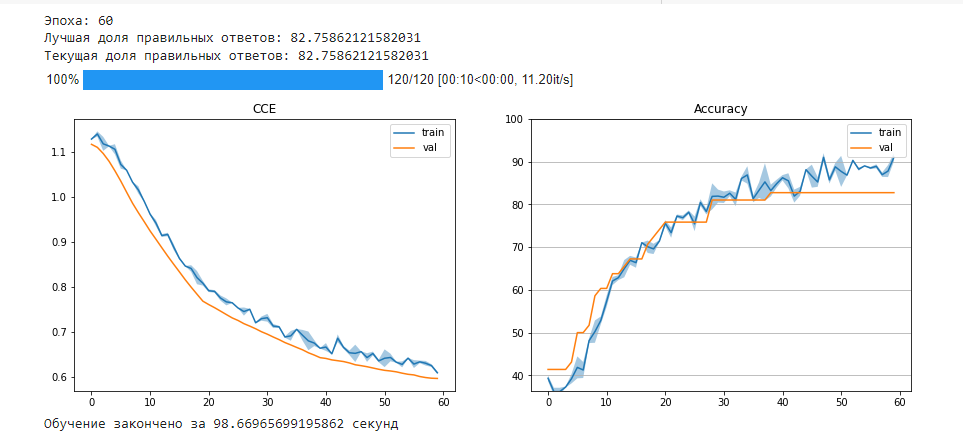 Эпоха: 60
Лучшая доля правильных ответов: 82.75862121582031
Текущая доля правильных ответов: 82.75862121582031
100% 120/120 [00:10<00:00, 11.20it/s]
CCE
train
val
1.1
1.0
0.9
0.8
0.7
0.6
0 10 20 30 40 50 60
Accuracy
train
val
100
90
80
70
60
50
40
0 10 20 30 40 50 60
Обучение закончено за 98.66965699195862 секунд